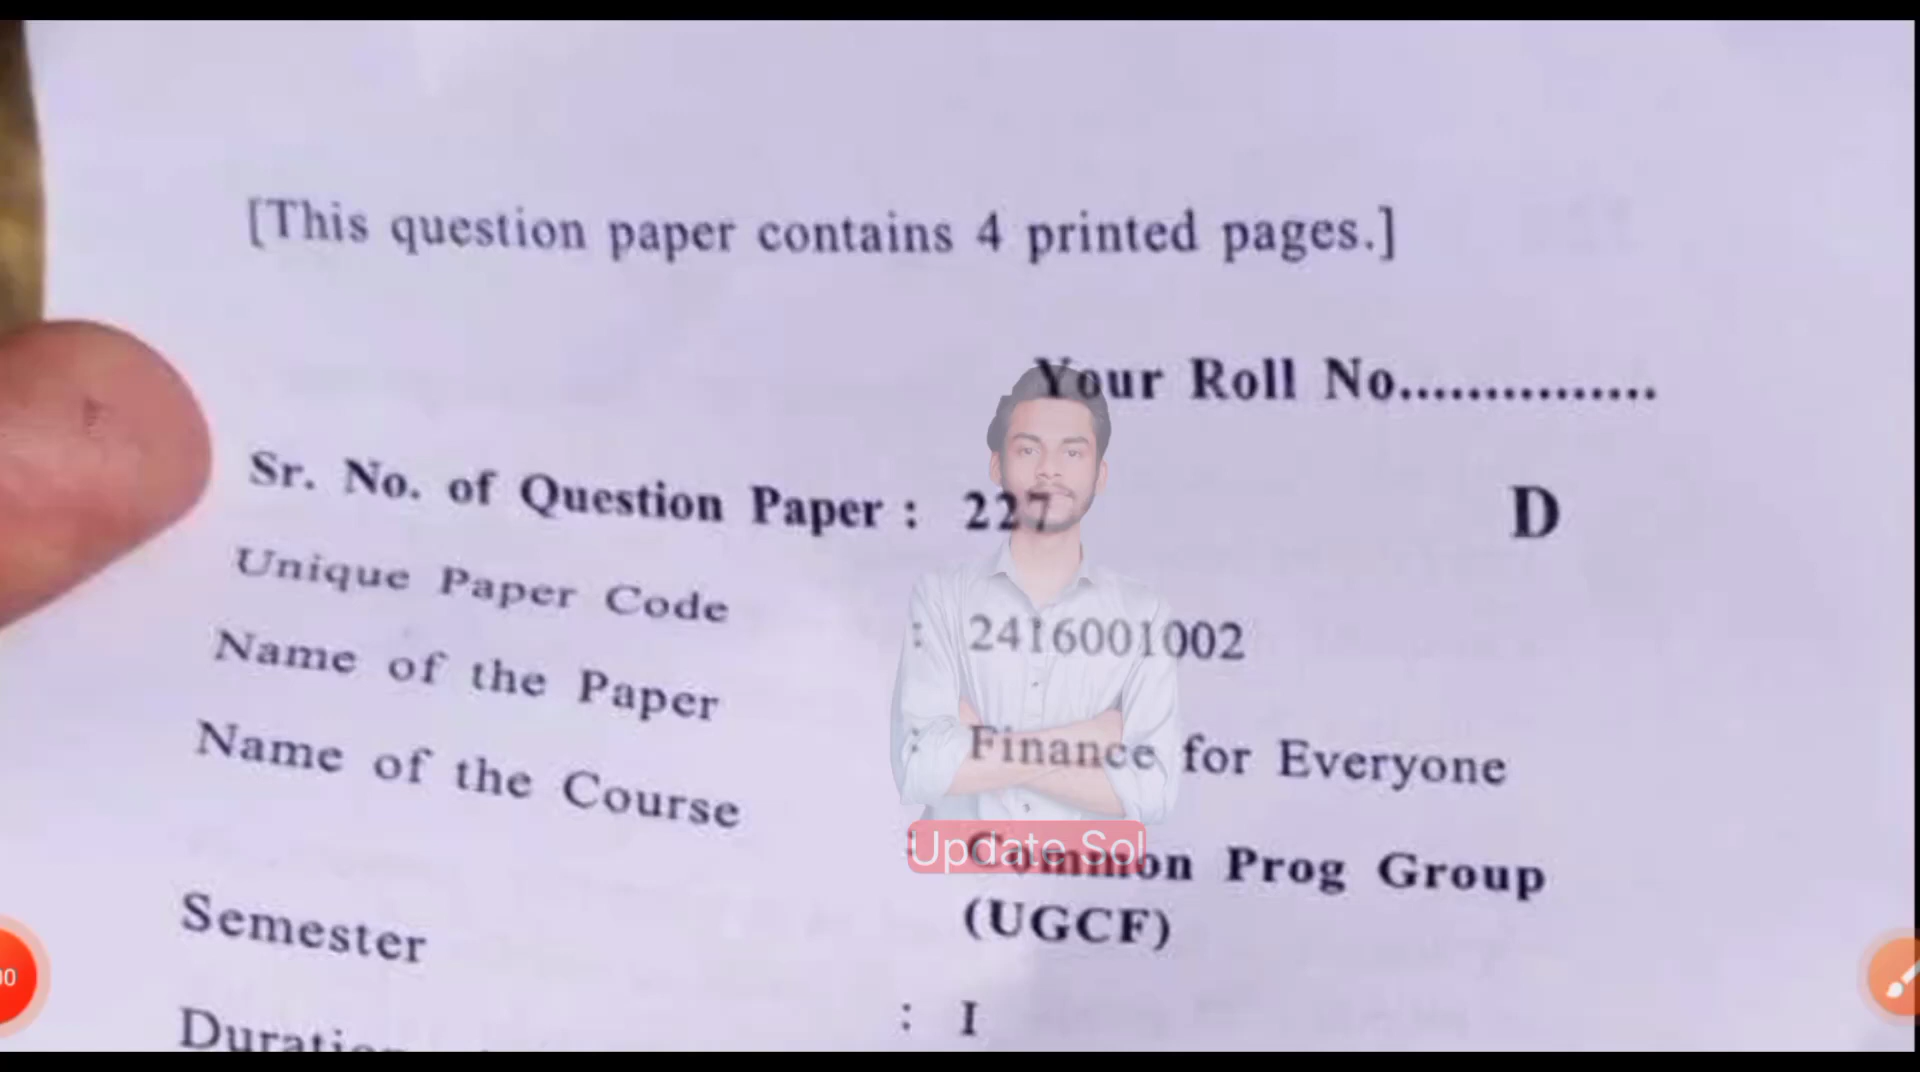 [This question paper contains 4 printed pages.]
Your Roll No...............
Sr. No. of Question Paper : 227 D
Unique Paper Code : 2416001002
Name of the Paper : Finance for Everyone
Name of the Course : Common Prog Group
(UGCF)
Semester : I
Update Sol
00